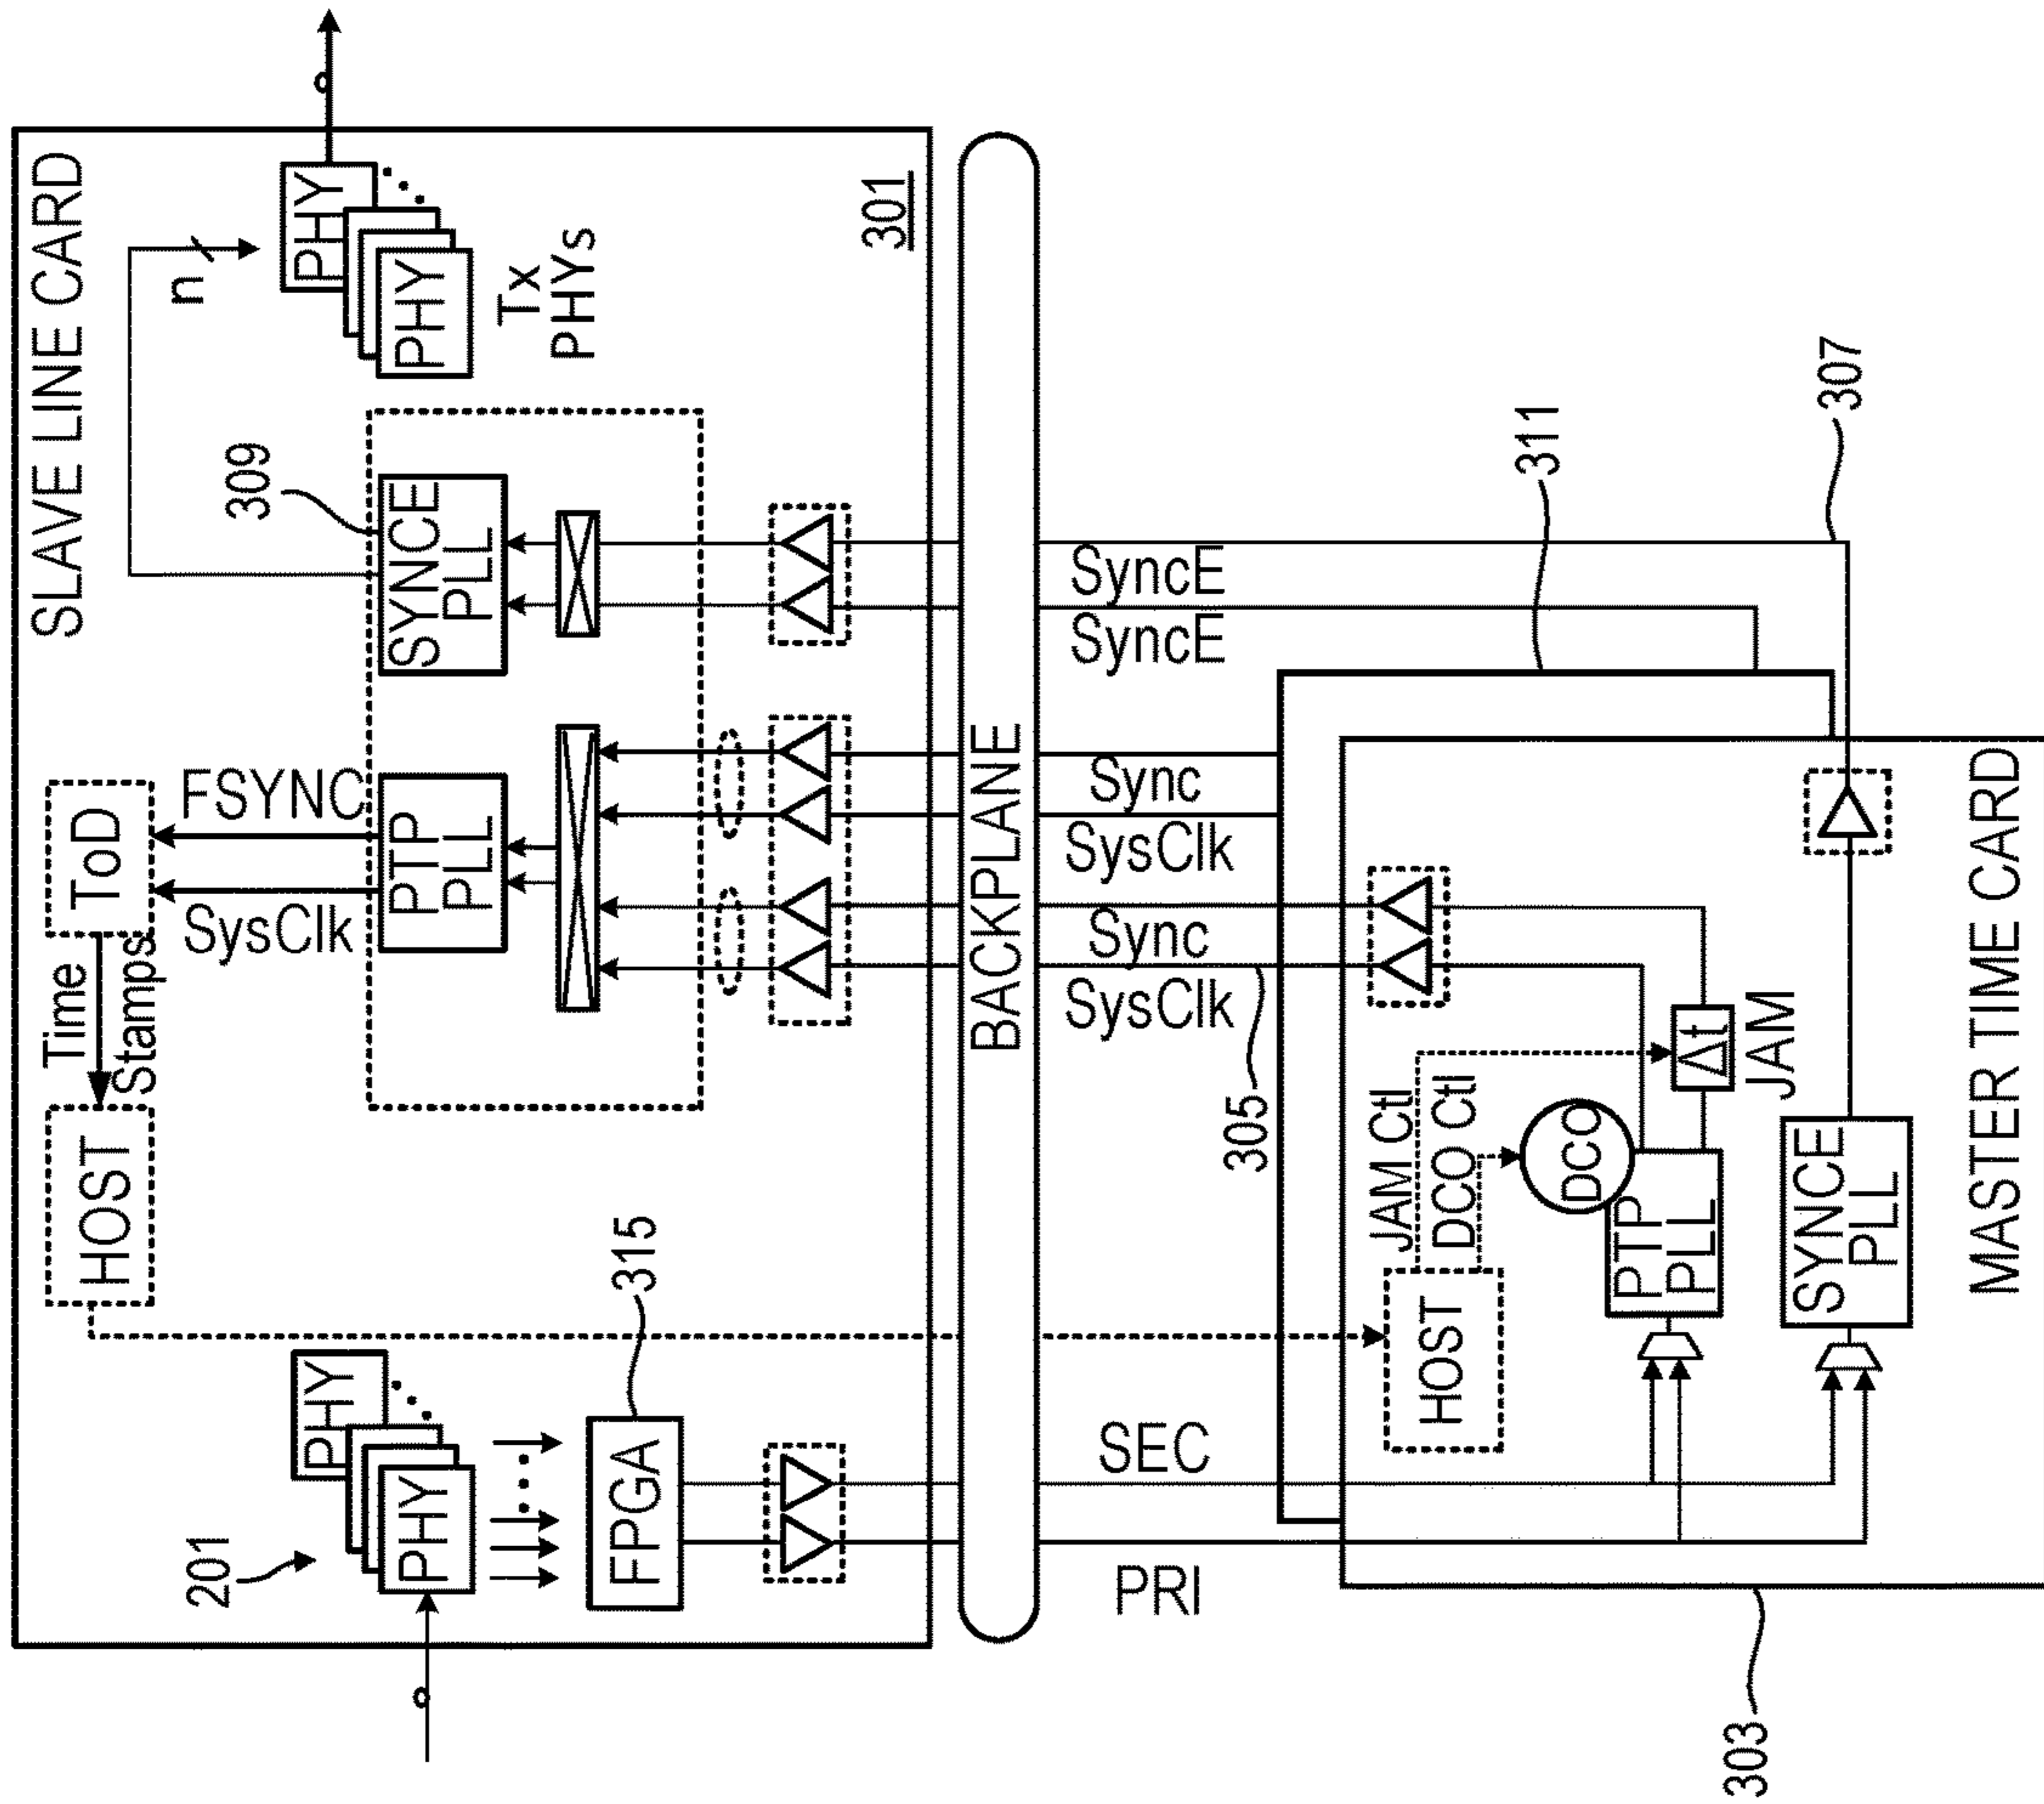 SLAVE LINE CARD
HOST
Time
Stamps
ToD
SysClk
FSYNC
309
n
201
PHY
PHY
315
FPGA
PTP
PLL
SYNCE
PLL
PHY
PHY
Tx
PHYs
301
BACKPLANE
PRI
SEC
SysClk
Sync
SysClk
Sync
SyncE
SyncE
305
311
307
HOST
JAM Ctl
DCO Ctl
DCO
PTP
PLL
Δt
JAM
SYNCE
PLL
MASTER TIME CARD
303